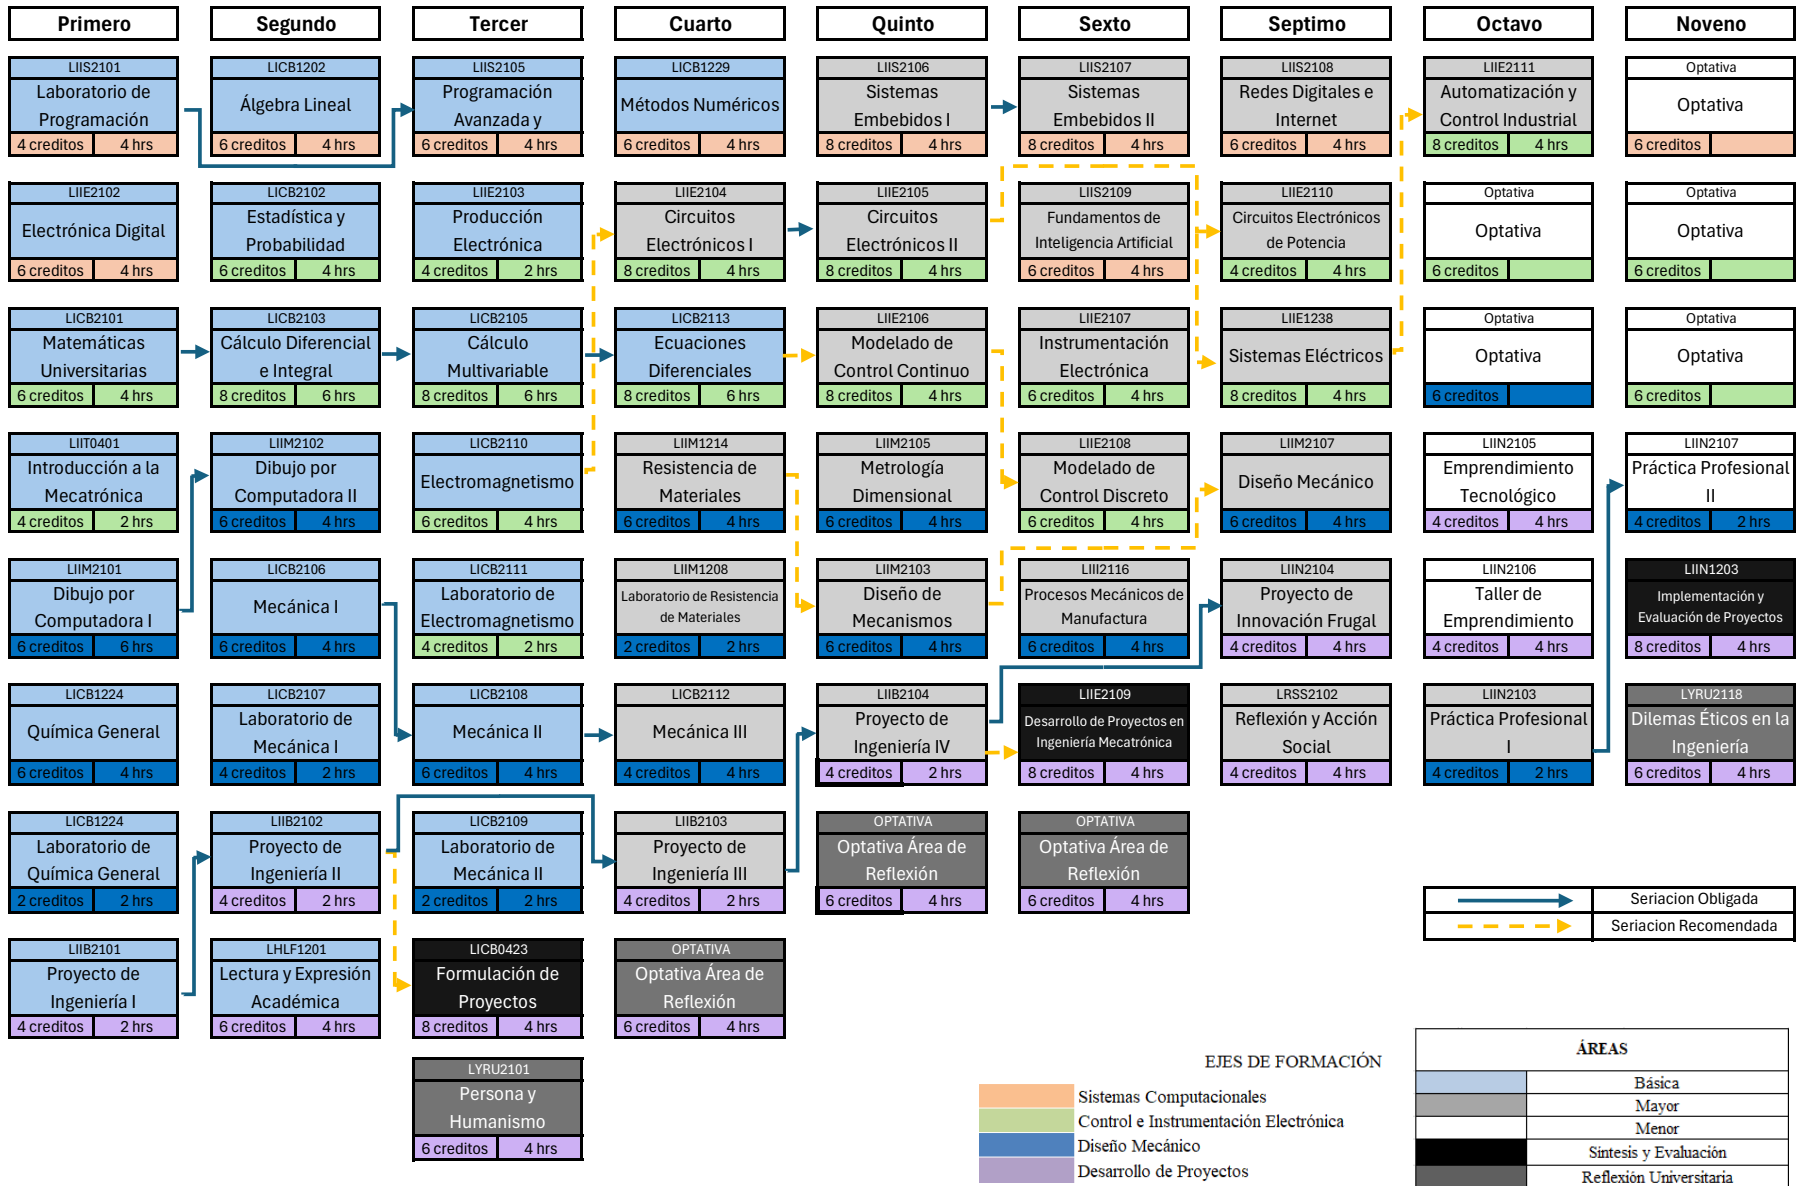 Primero
Segundo
Tercer
Cuarto
Quinto
Sexto
Septimo
Octavo
Noveno
LIIS2101
Laboratorio de
Programación
4 creditos 4 hrs
LICB1202
Álgebra Lineal
6 creditos 4 hrs
LIIS2105
Programación
Avanzada y
6 creditos 4 hrs
LICB1229
Métodos Numéricos
6 creditos 4 hrs
LIIS2106
Sistemas
Embebidos I
8 creditos 4 hrs
LIIS2107
Sistemas
Embebidos II
8 creditos 4 hrs
LIIS2108
Redes Digitales e
Internet
6 creditos 4 hrs
LIIE2111
Automatización y
Control Industrial
8 creditos 4 hrs
Optativa
Optativa
6 creditos
LIIE2102
Electrónica Digital
6 creditos 4 hrs
LICB2102
Estadística y
Probabilidad
6 creditos 4 hrs
LIIE2103
Producción
Electrónica
4 creditos 2 hrs
LIIE2104
Circuitos
Electrónicos I
8 creditos 4 hrs
LIIE2105
Circuitos
Electrónicos II
8 creditos 4 hrs
LIIS2109
Fundamentos de
Inteligencia Artificial
6 creditos 4 hrs
LIIE2110
Circuitos Electrónicos
de Potencia
4 creditos 4 hrs
Optativa
Optativa
6 creditos
Optativa
Optativa
6 creditos
LICB2101
Matemáticas
Universitarias
6 creditos 4 hrs
LICB2103
Cálculo Diferencial
e Integral
8 creditos 6 hrs
LICB2105
Cálculo
Multivariable
8 creditos 6 hrs
LICB2113
Ecuaciones
Diferenciales
8 creditos 6 hrs
LIIE2106
Modelado de
Control Continuo
8 creditos 4 hrs
LIIE2107
Instrumentación
Electrónica
6 creditos 4 hrs
LIIE1238
Sistemas Eléctricos
8 creditos 4 hrs
Optativa
Optativa
6 creditos
Optativa
Optativa
6 creditos
LIIT0401
Introducción a la
Mecatrónica
4 creditos 2 hrs
LIIM2102
Dibujo por
Computadora II
6 creditos 4 hrs
LICB2110
Electromagnetismo
6 creditos 4 hrs
LIIM1214
Resistencia de
Materiales
6 creditos 4 hrs
LIIM2105
Metrología
Dimensional
6 creditos 4 hrs
LIIE2108
Modelado de
Control Discreto
6 creditos 4 hrs
LIIM2107
Diseño Mecánico
6 creditos 4 hrs
LIIN2105
Emprendimiento
Tecnológico
4 creditos 4 hrs
LIIN2107
Práctica Profesional
II
4 creditos 2 hrs
LIIM2101
Dibujo por
Computadora I
6 creditos 6 hrs
LICB2106
Mecánica I
6 creditos 4 hrs
LICB2111
Laboratorio de
Electromagnetismo
4 creditos 2 hrs
LIIM1208
Laboratorio de Resistencia
de Materiales
2 creditos 2 hrs
LIIM2103
Diseño de
Mecanismos
6 creditos 4 hrs
LIII2116
Procesos Mecánicos de
Manufactura
6 creditos 4 hrs
LIIN2104
Proyecto de
Innovación Frugal
4 creditos 4 hrs
LIIN2106
Taller de
Emprendimiento
4 creditos 4 hrs
LIIN1203
Implementación y
Evaluación de Proyectos
8 creditos 4 hrs
LICB1224
Química General
6 creditos 4 hrs
LICB2107
Laboratorio de
Mecánica I
4 creditos 2 hrs
LICB2108
Mecánica II
6 creditos 4 hrs
LICB2112
Mecánica III
4 creditos 4 hrs
LIIB2104
Proyecto de
Ingeniería IV
4 creditos 2 hrs
LIIE2109
Desarrollo de Proyectos en
Ingeniería Mecatrónica
8 creditos 4 hrs
LRSS2102
Reflexión y Acción
Social
4 creditos 4 hrs
LIIN2103
Práctica Profesional
I
4 creditos 2 hrs
LYRU2118
Dilemas Éticos en la
Ingeniería
6 creditos 4 hrs
LICB1224
Laboratorio de
Química General
2 creditos 2 hrs
LIIB2102
Proyecto de
Ingeniería II
4 creditos 2 hrs
LICB2109
Laboratorio de
Mecánica II
2 creditos 2 hrs
LIIB2103
Proyecto de
Ingeniería III
4 creditos 2 hrs
OPTATIVA
Optativa Área de
Reflexión
6 creditos 4 hrs
OPTATIVA
Optativa Área de
Reflexión
6 creditos 4 hrs
Seriacion Obligada
Seriacion Recomendada
LIIB2101
Proyecto de
Ingeniería I
4 creditos 2 hrs
LHLF1201
Lectura y Expresión
Académica
6 creditos 4 hrs
LICB0423
Formulación de
Proyectos
8 creditos 4 hrs
OPTATIVA
Optativa Área de
Reflexión
6 creditos 4 hrs
LYRU2101
Persona y
Humanismo
6 creditos 4 hrs
EJES DE FORMACIÓN
Sistemas Computacionales
Control e Instrumentación Electrónica
Diseño Mecánico
Desarrollo de Proyectos
ÁREAS
Básica
Mayor
Menor
Sintesis y Evaluación
Reflexión Universitaria